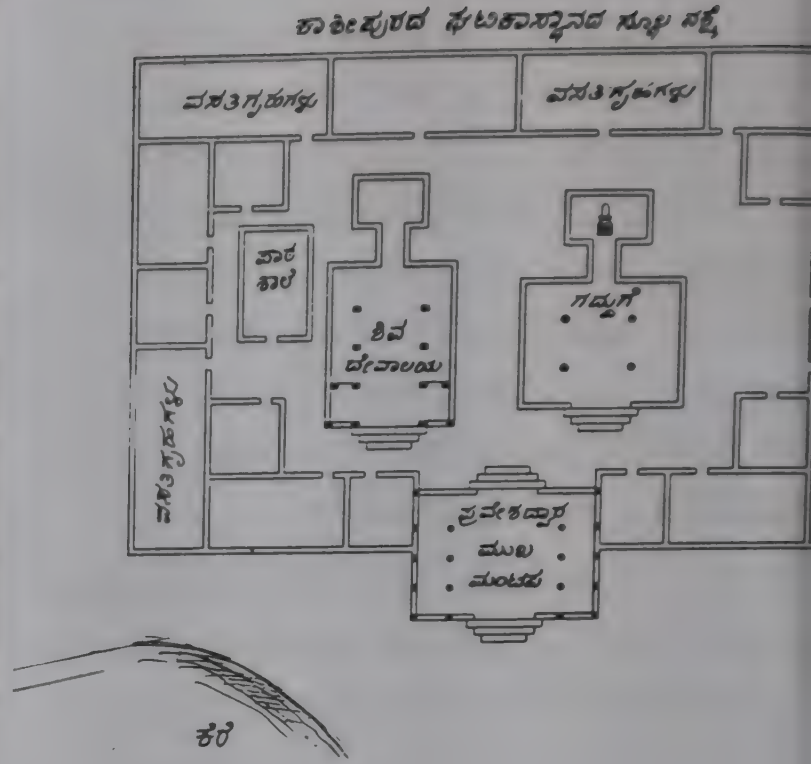 ಕಾಶೀಪುರದ ಘಟಿಕಾಸ್ಥಾನದ ಸ್ಥೂಲ ನಕ್ಷೆ
ವಸತಿಗೃಹಗಳು
ವಸತಿಗೃಹಗಳು
ಪಾಠ
ಶಾಲೆ
ಶಿವ
ದೇವಾಲಯ
ಗದ್ದುಗೆ
ವಸತಿಗೃಹಗಳು
ಪ್ರವೇಶದ್ವಾರ
ಮುಖ
ಮಂಟಪ
ಕೆರೆ